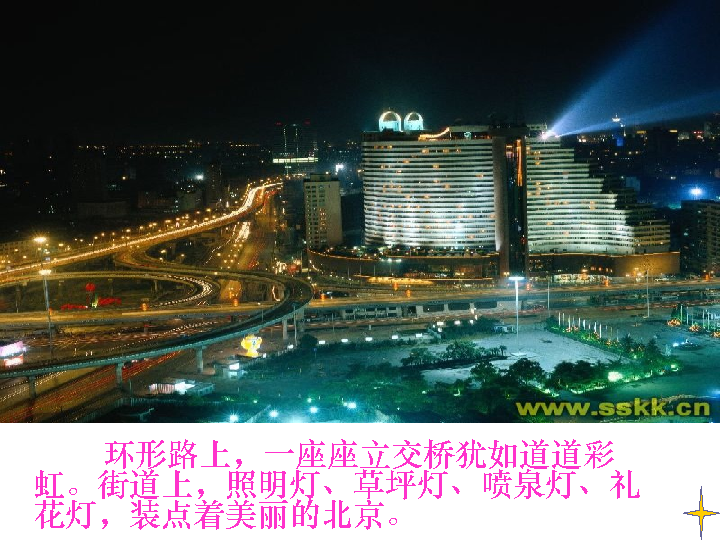 www.sskk.cn
环形路上，一座座立交桥犹如道道彩
虹。街道上，照明灯、草坪灯、喷泉灯、礼
花灯，装点着美丽的北京。